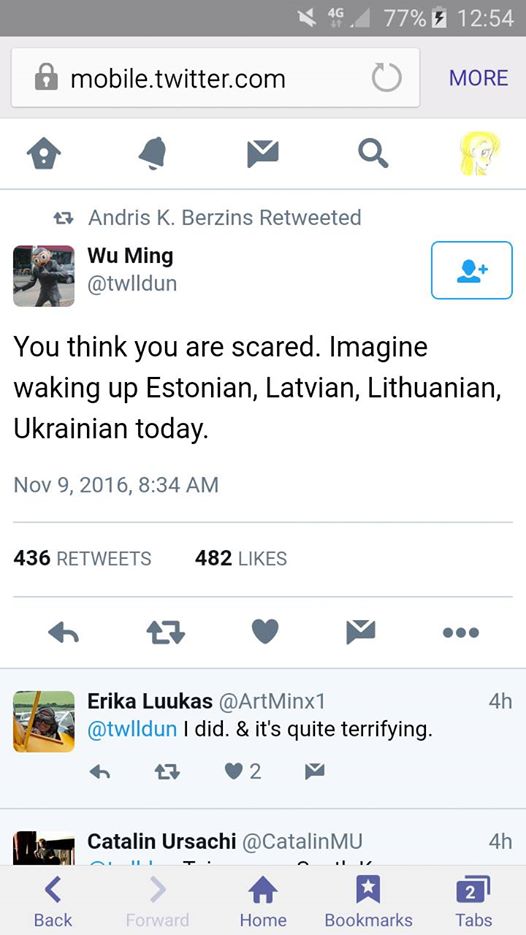 4G 77% 12:54
mobile.twitter.com MORE
Andris K. Berzins Retweeted
Wu Ming
@twlldun
You think you are scared. Imagine
waking up Estonian, Latvian, Lithuanian,
Ukrainian today.
Nov 9, 2016, 8:34 AM
436 RETWEETS 482 LIKES
Erika Luukas @ArtMinx1 4h
@twlldun I did. & it's quite terrifying.
2
Catalin Ursachi @CatalinMU 4h
2
Back Forward Home Bookmarks Tabs